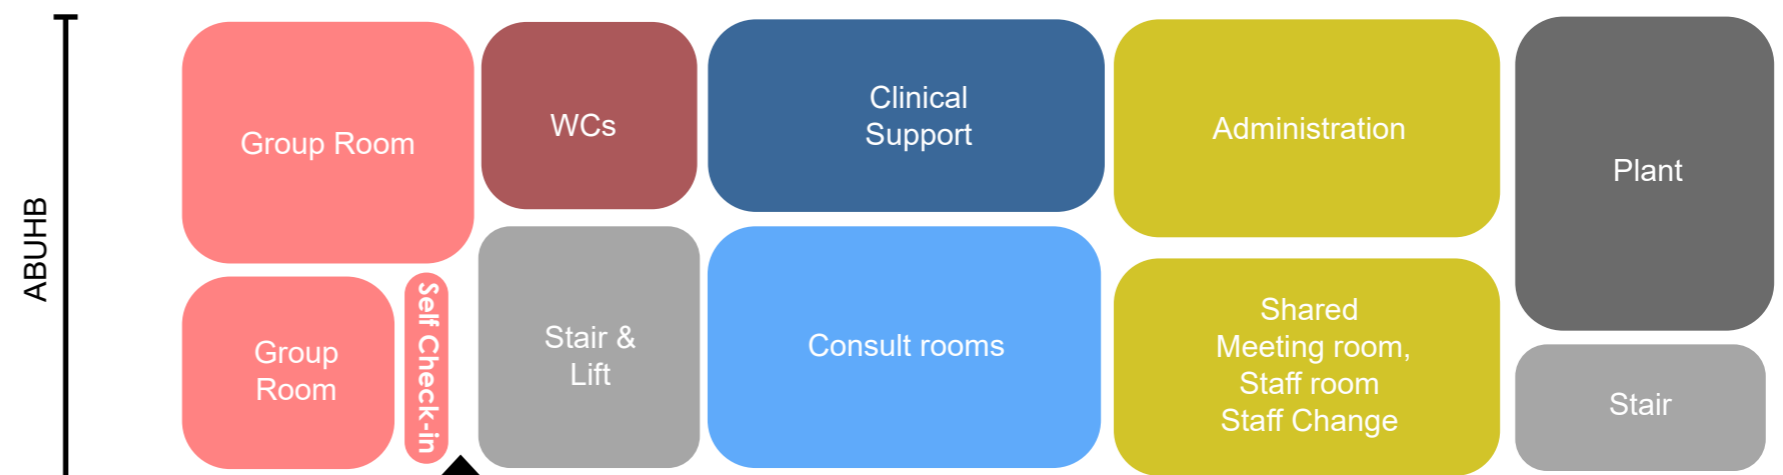 ABUHB
Group Room
WCs
Clinical
Support
Administration
Plant
Group
Room
Self Check-in
Stair &
Lift
Consult rooms
Shared
Meeting room,
Staff room
Staff Change
Stair